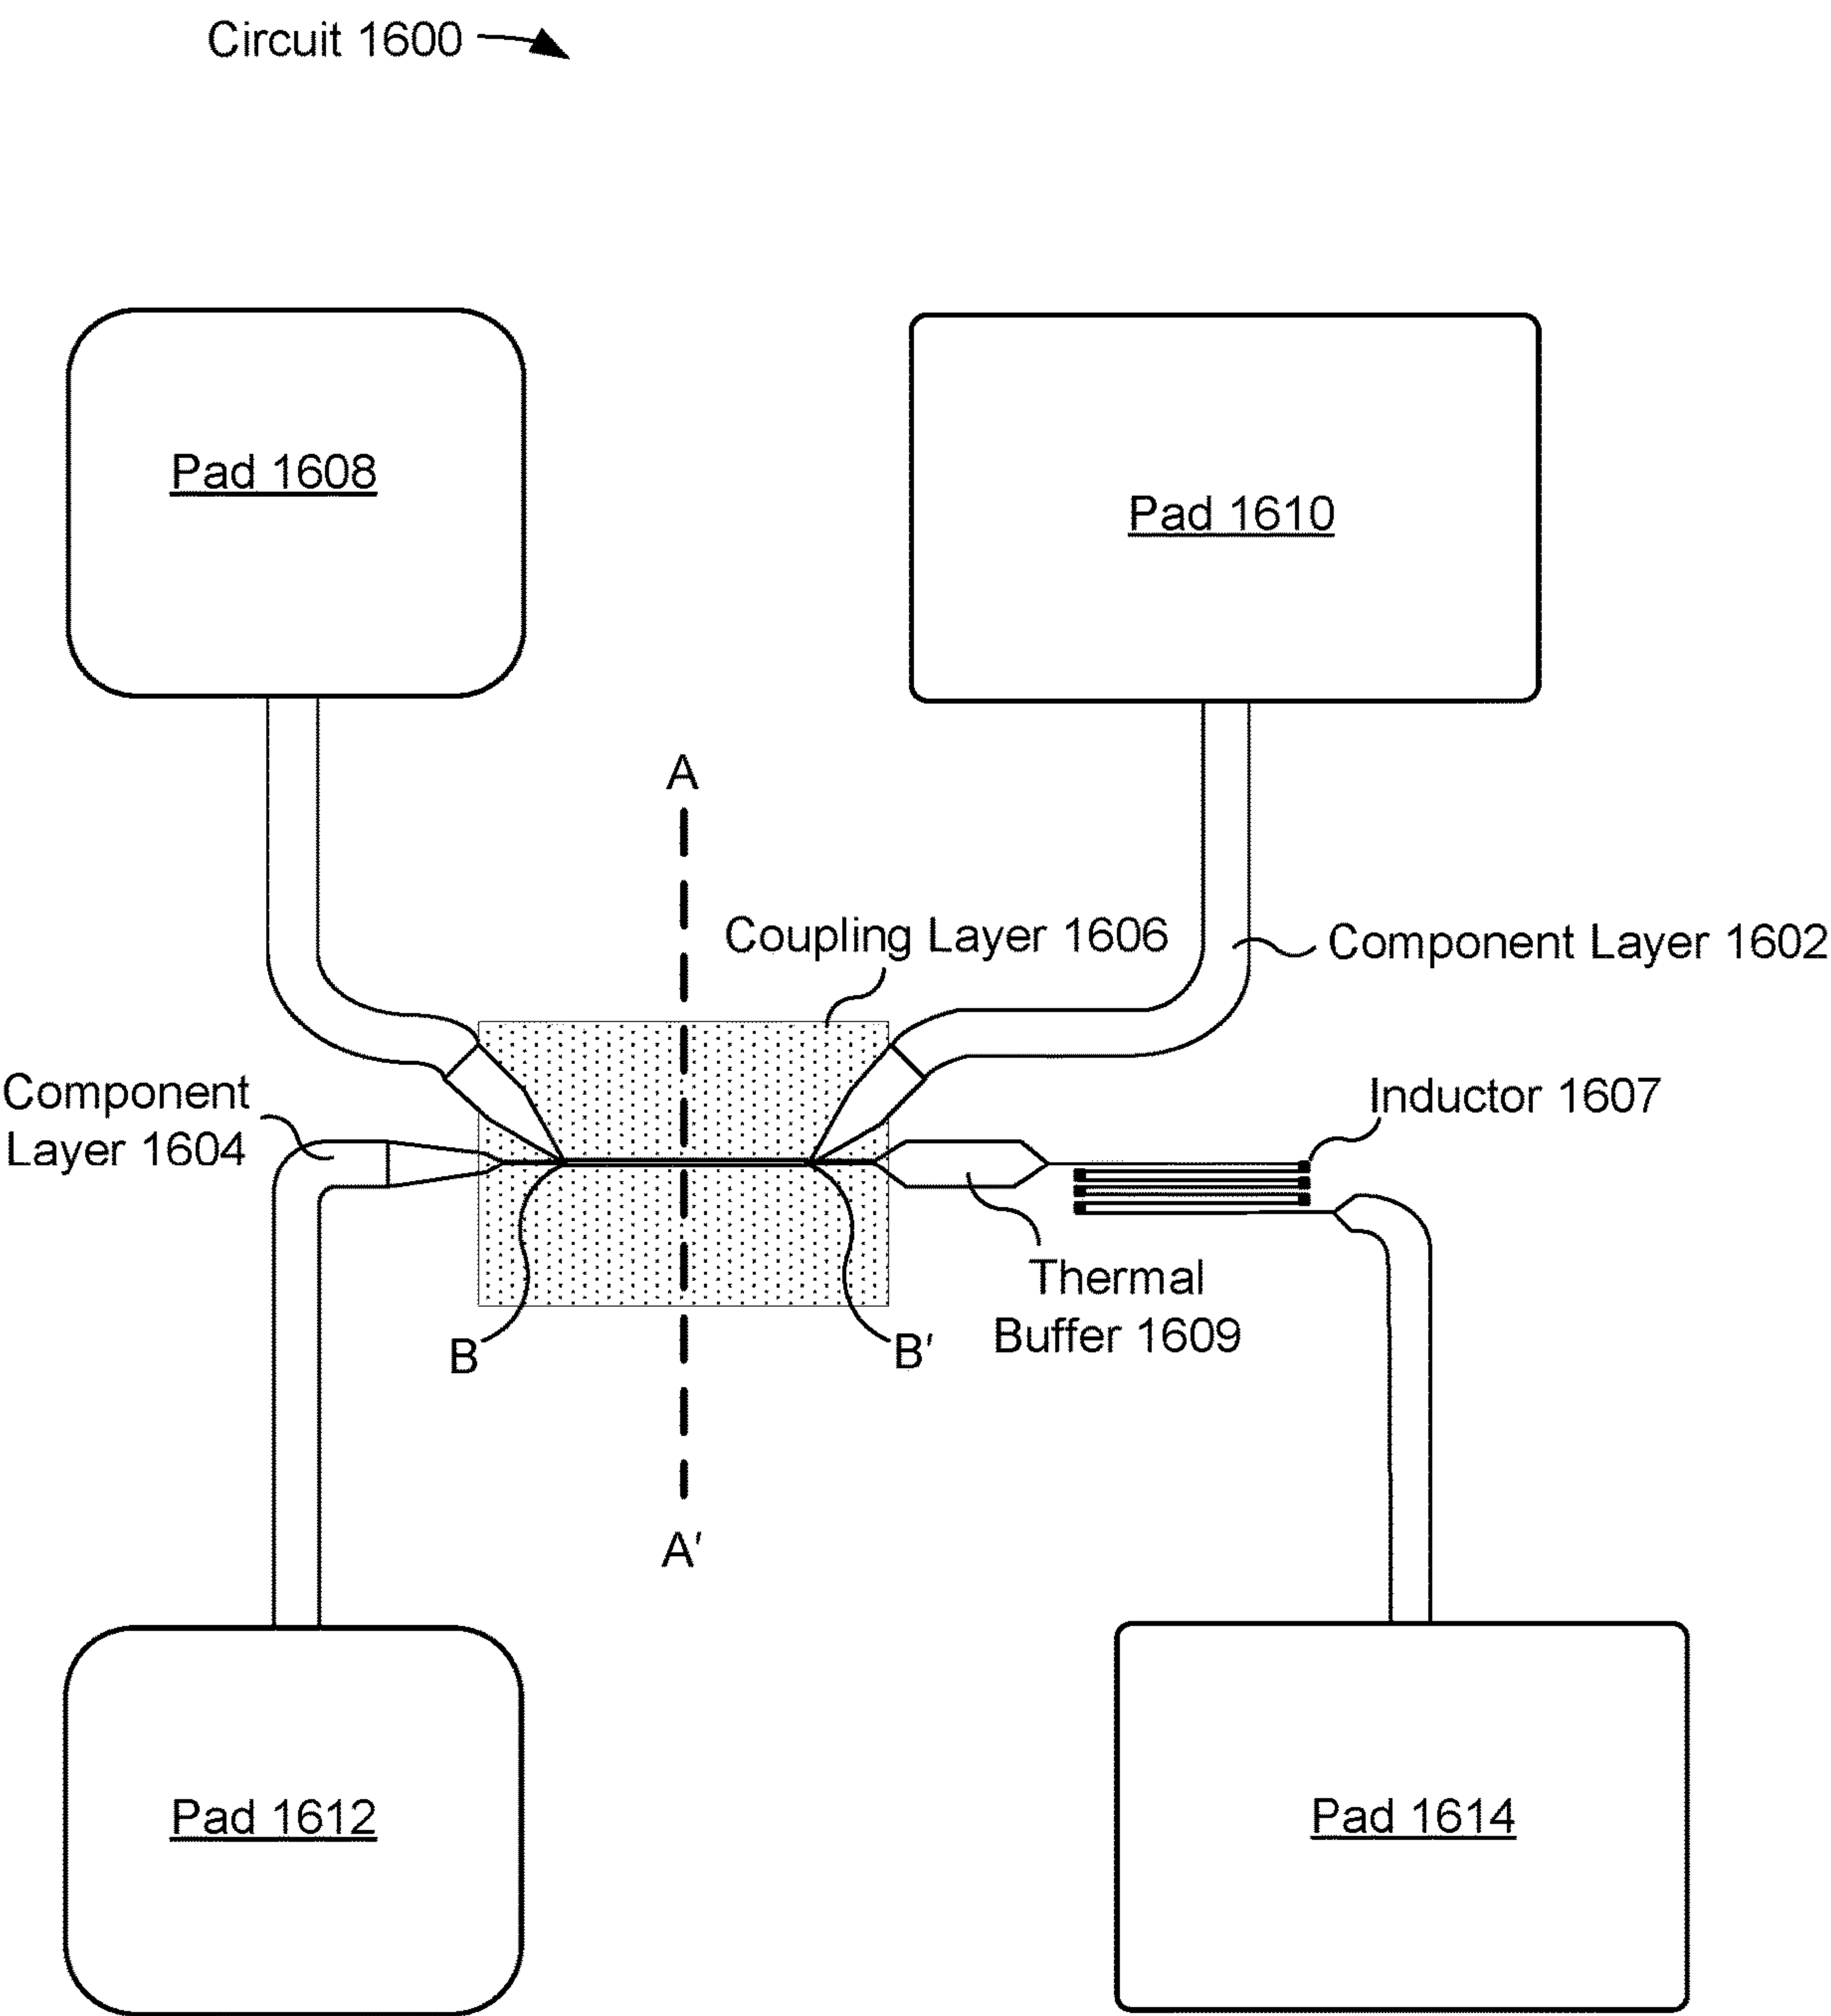 Circuit 1600
Pad 1608
Pad 1610
A
Coupling Layer 1606
Component Layer 1602
Component
Layer 1604
Inductor 1607
Thermal
Buffer 1609
B
B'
A'
Pad 1612
Pad 1614